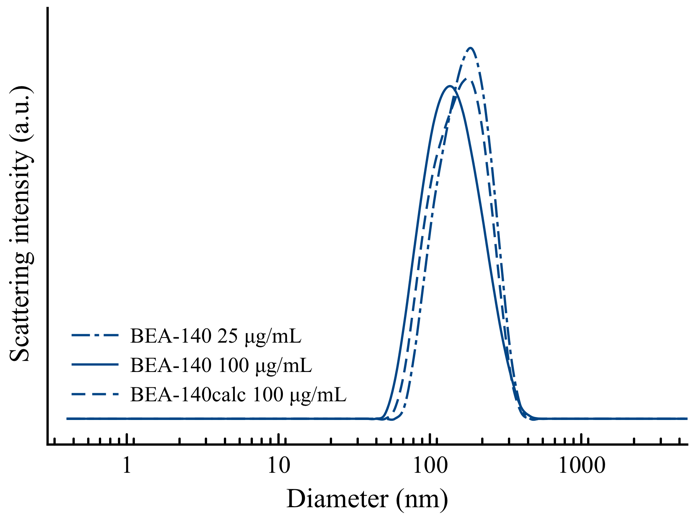 Scattering intensity (a.u.)
BEA-140 25 μg/mL
BEA-140 100 μg/mL
BEA-140calc 100 μg/mL
1 10 100 1000
Diameter (nm)